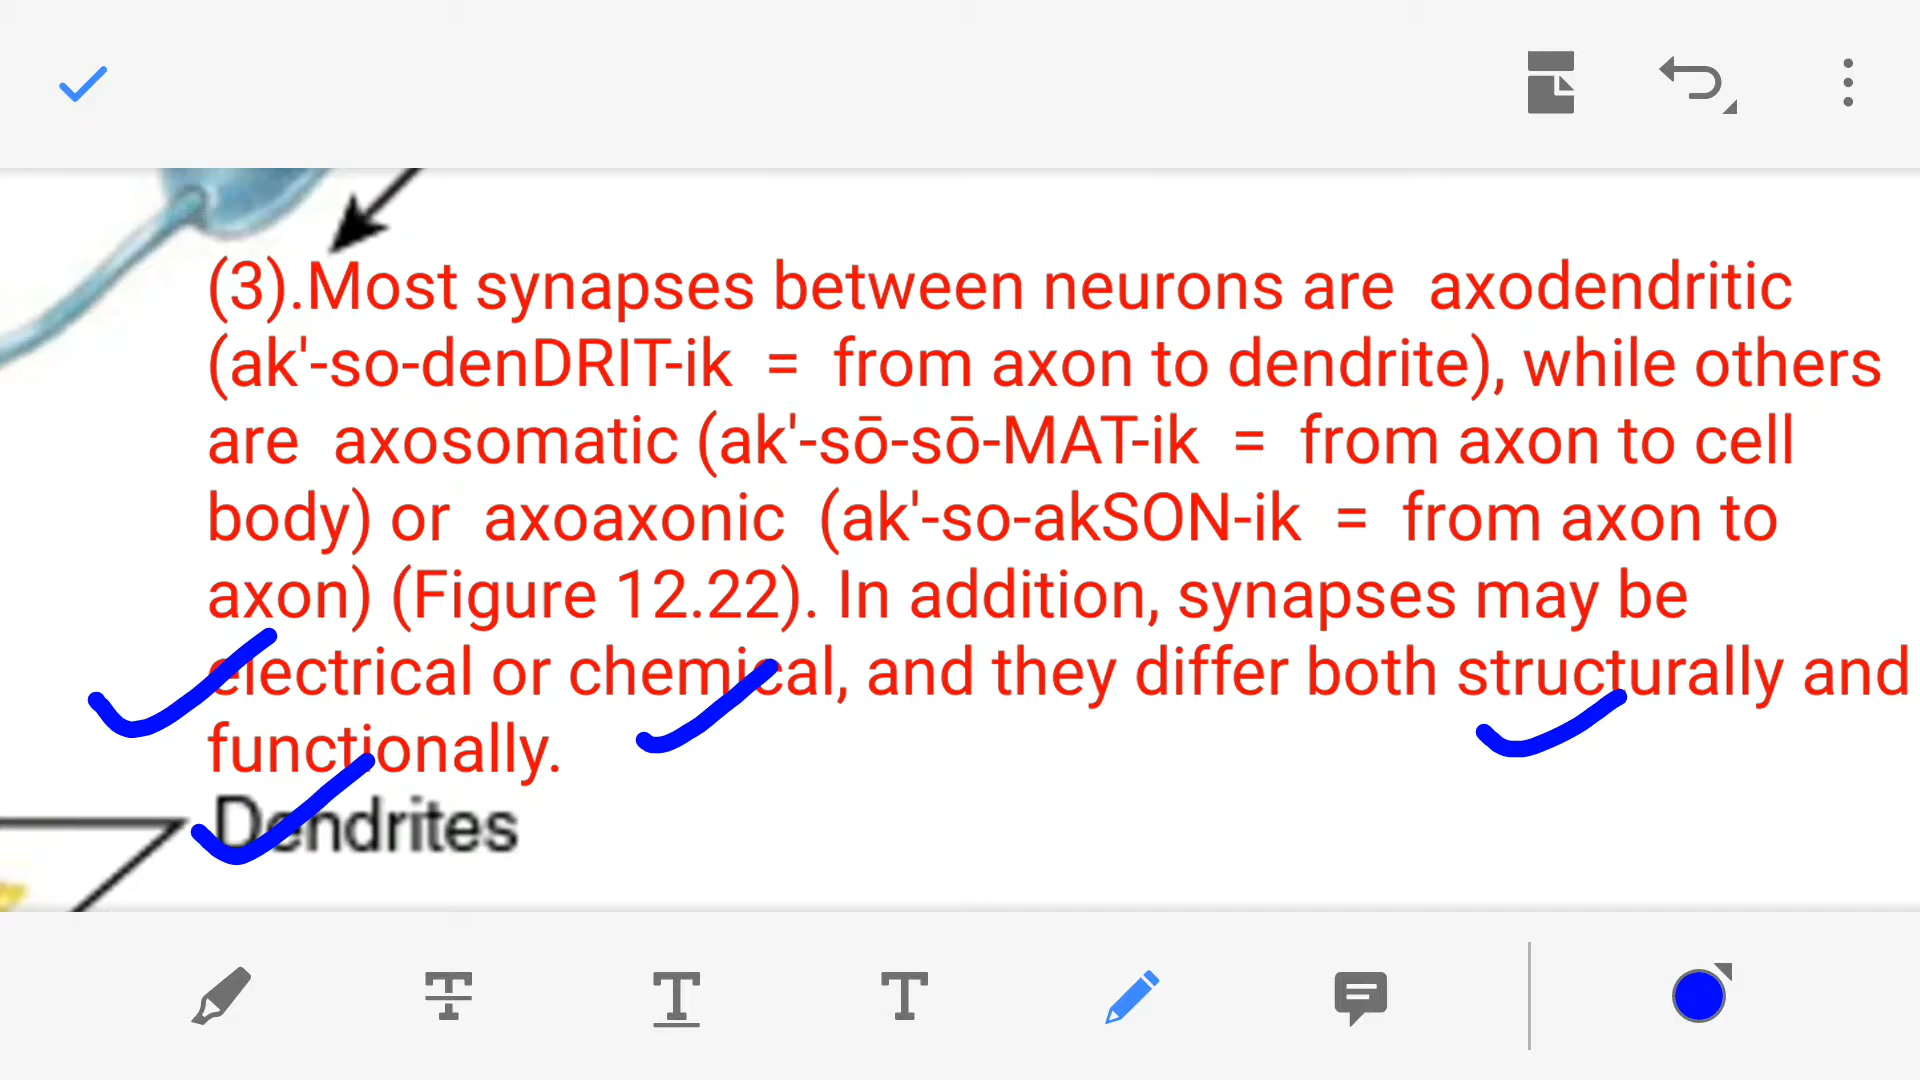 (3).Most synapses between neurons are  axodendritic
(ak'-so-denDRIT-ik  =  from axon to dendrite), while others
are  axosomatic (ak'-sō-sō-MAT-ik  =  from axon to cell
body) or  axoaxonic  (ak'-so-akSON-ik  =  from axon to
axon) (Figure 12.22). In addition, synapses may be
electrical or chemical, and they differ both structurally and
functionally.
Dendrites